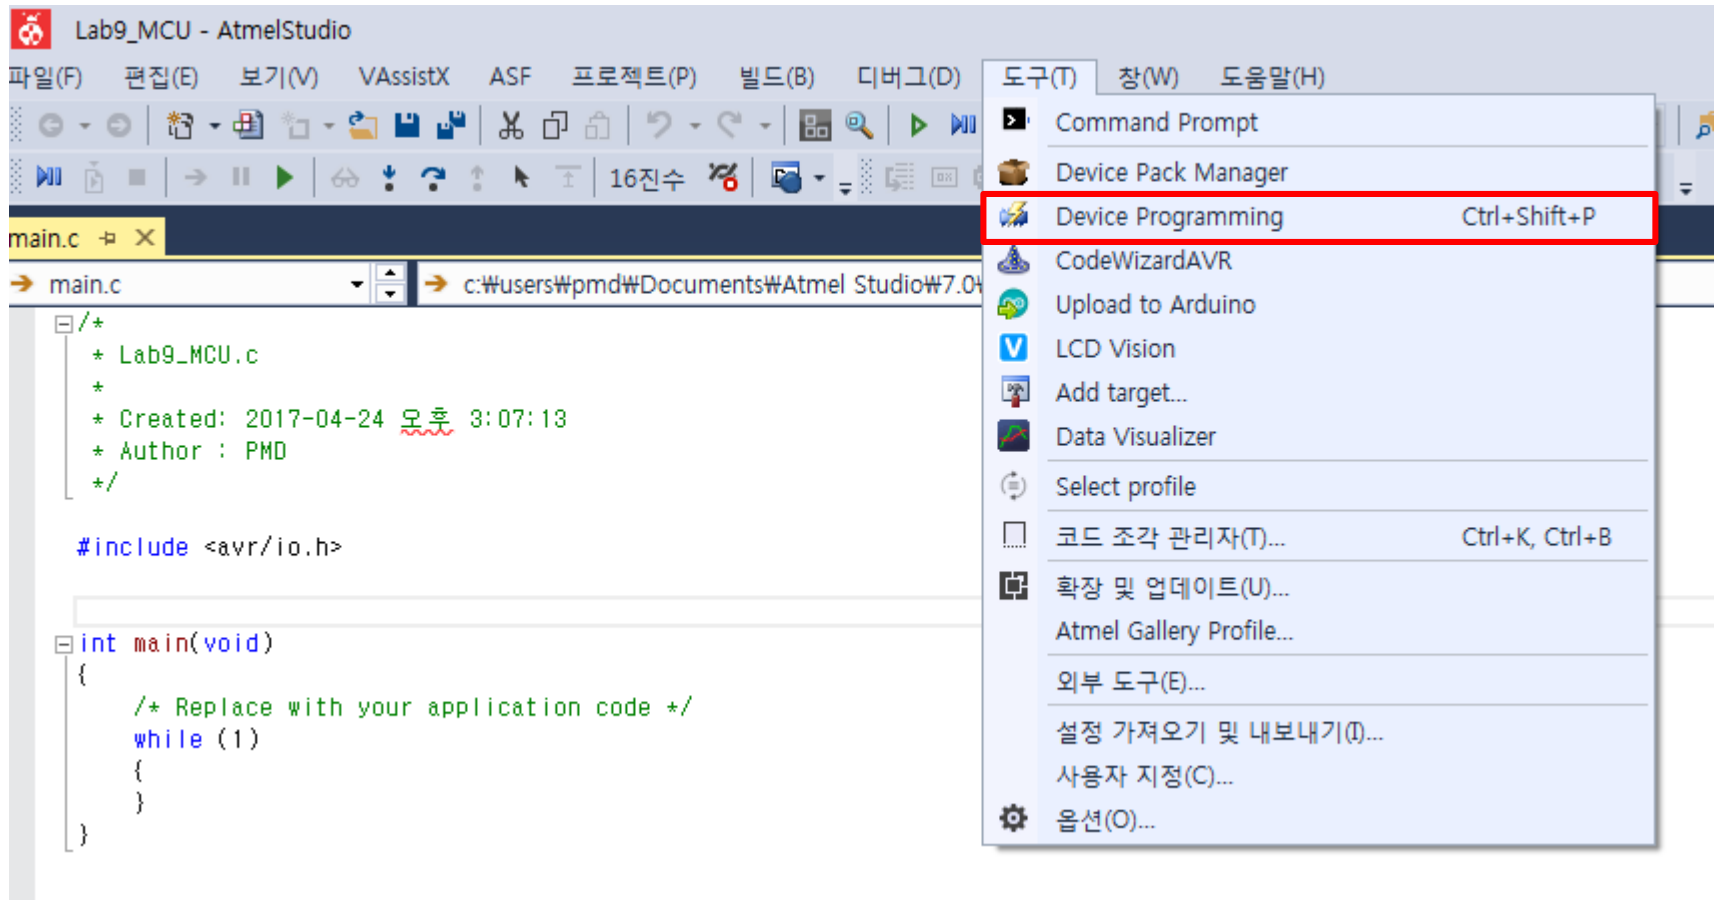 Lab9_MCU - AtmelStudio
파일(F) 편집(E) 보기(V) VAssistX ASF 프로젝트(P) 빌드(B) 디버그(D) 도구(T) 창(W) 도움말(H)
16진수
main.c
main.c
c:₩users₩pmd₩Documents₩Atmel Studio₩7.0₩
/*
* Lab9_MCU.c
*
* Created: 2017-04-24 오후 3:07:13
* Author : PMD
*/
#include <avr/io.h>
int main(void)
{
/* Replace with your application code */
while (1)
{
}
}
Command Prompt
Device Pack Manager
Device Programming Ctrl+Shift+P
CodeWizardAVR
Upload to Arduino
LCD Vision
Add target...
Data Visualizer
Select profile
코드 조각 관리자(T)... Ctrl+K, Ctrl+B
확장 및 업데이트(U)...
Atmel Gallery Profile...
외부 도구(E)...
설정 가져오기 및 내보내기(I)...
사용자 지정(C)...
옵션(O)...